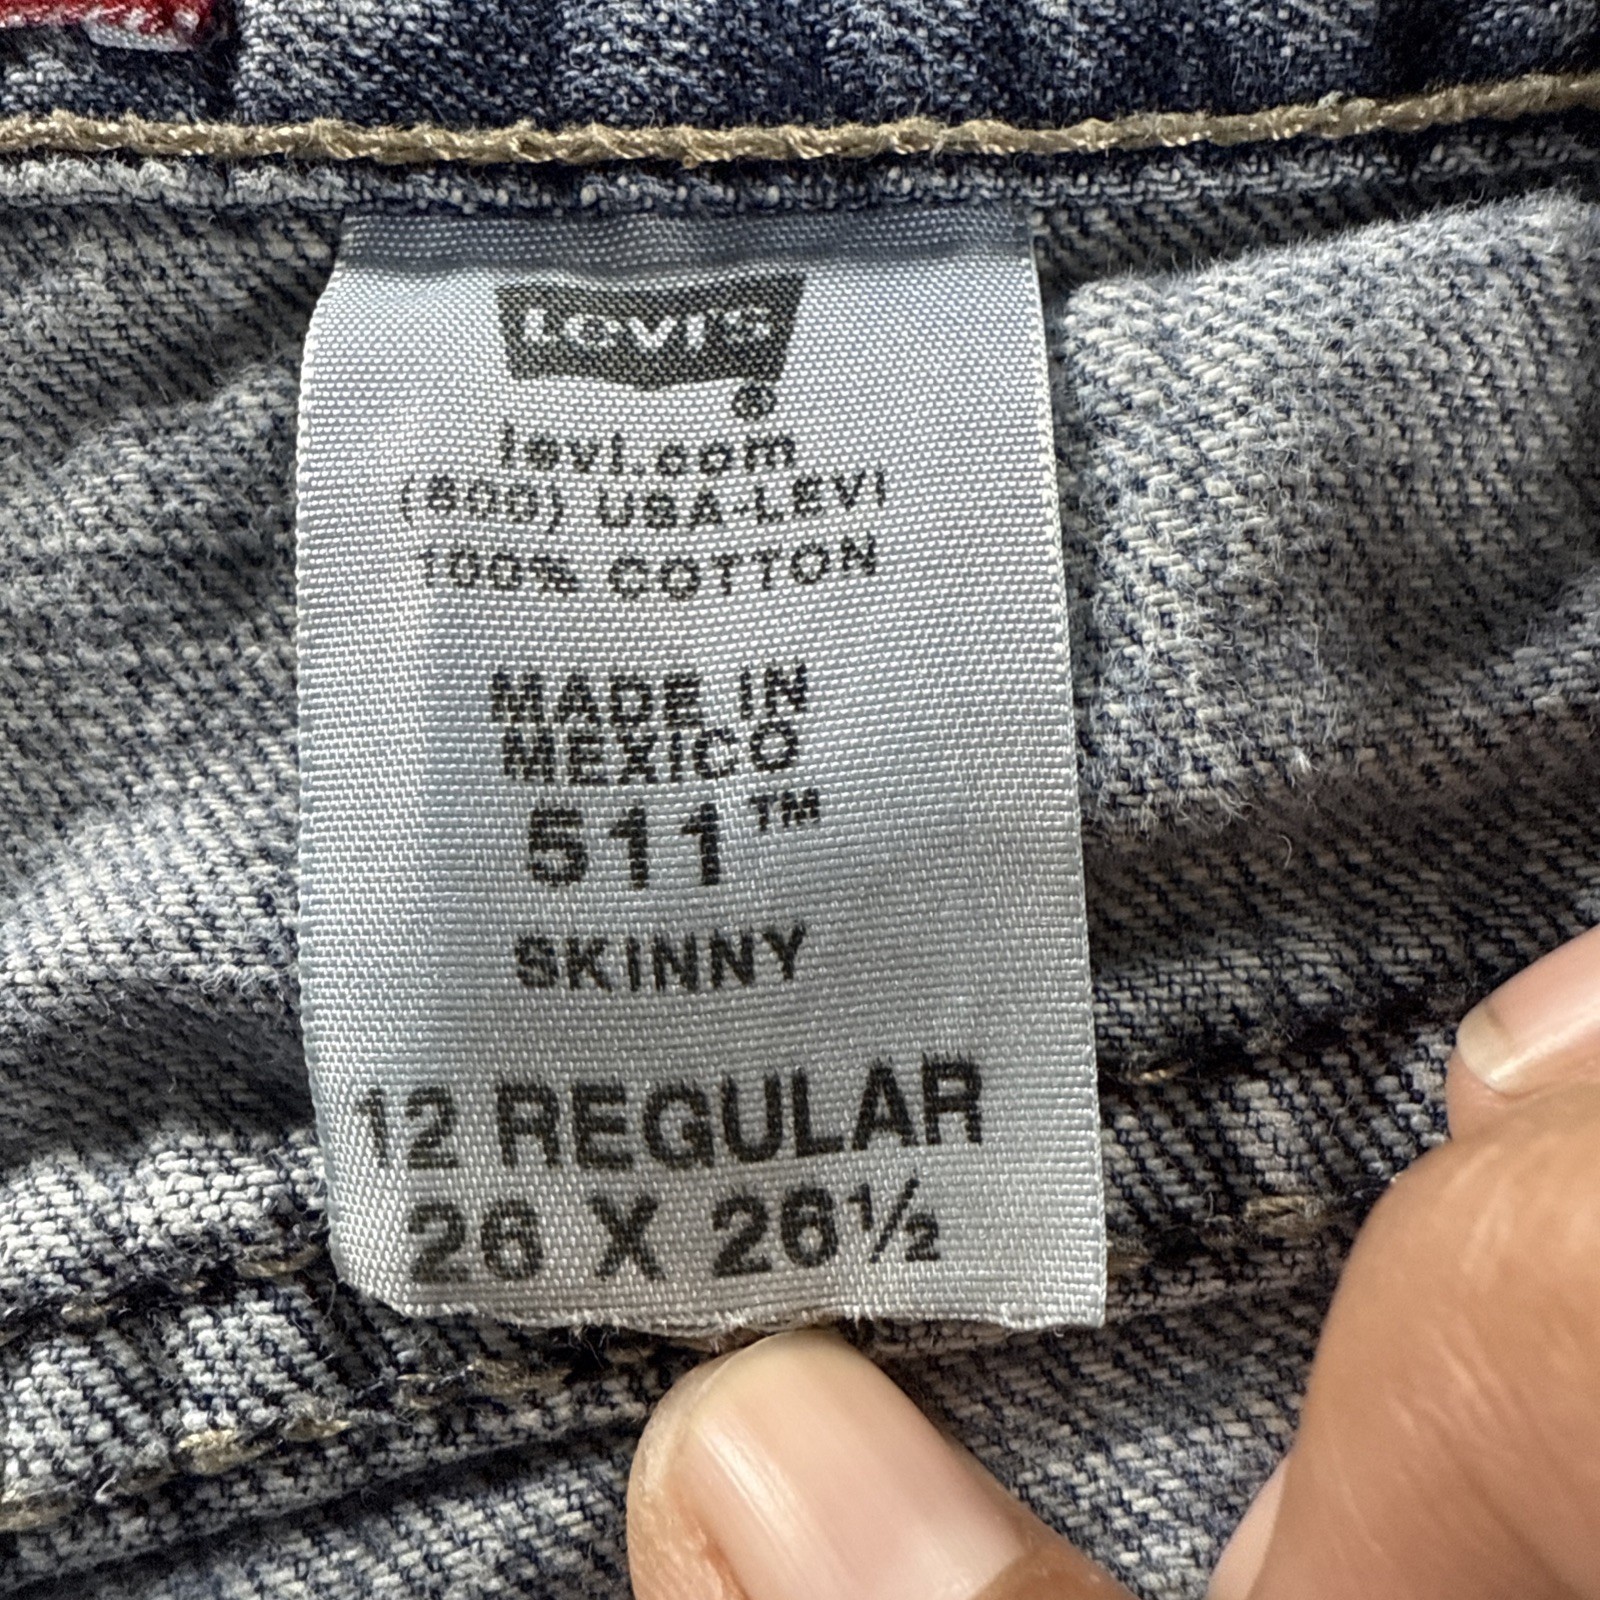 Levi's
®
levi.com
(800) USA-LEVI
100% COTTON
MADE IN
MEXICO
511™
SKINNY
12 REGULAR
26 X 26½